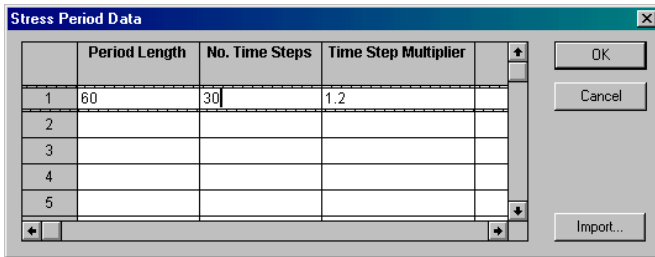 Stress Period Data
Period Length No. Time Steps Time Step Multiplier
1 60 30 1.2
2
3
4
5
OK
Cancel
Import...